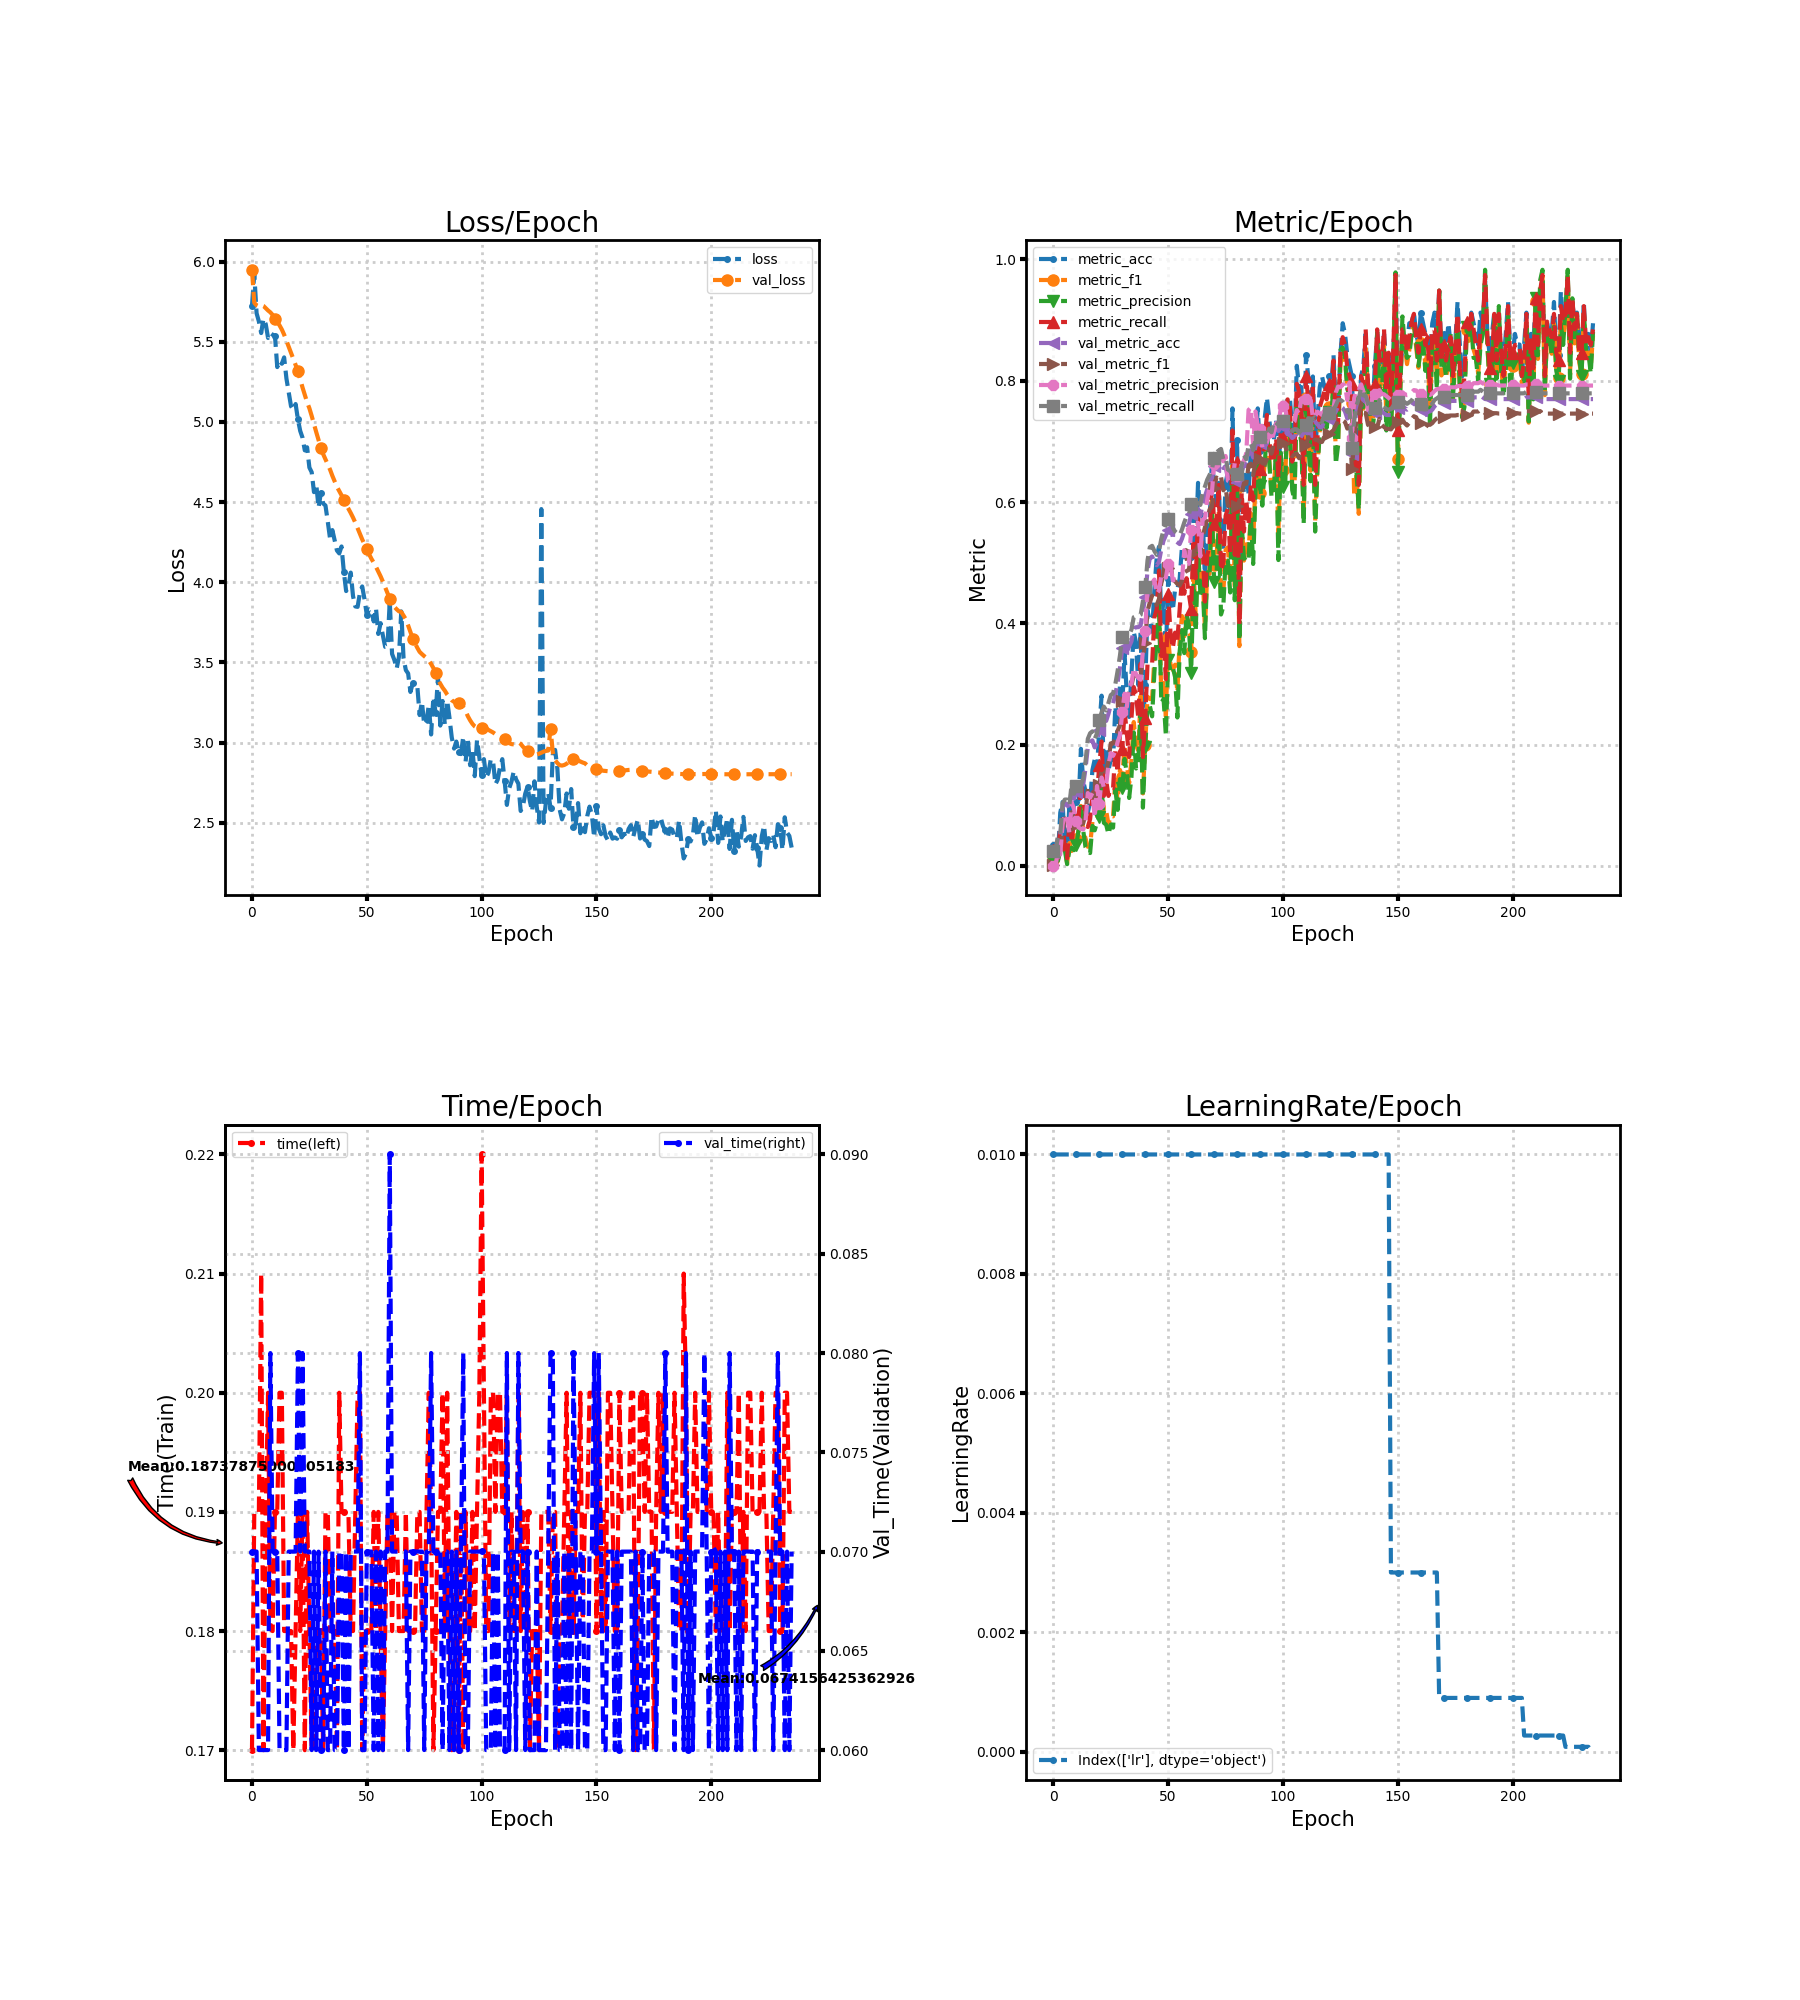 Loss/Epoch
Loss
6.0
5.5
5.0
4.5
4.0
3.5
3.0
2.5
loss
val_loss
0
50
100
150
200
Epoch
Metric/Epoch
Metric
1.0
0.8
0.6
0.4
0.2
0.0
metric_acc
metric_f1
metric_precision
metric_recall
val_metric_acc
val_metric_f1
val_metric_precision
val_metric_recall
0
50
100
150
200
Epoch
Time/Epoch
Time(Train)
0.22
0.21
0.20
0.19
0.18
0.17
time(left)
val_time(right)
0.090
0.085
0.080
0.075
0.070
0.065
0.060
Val_Time(Validation)
Mean:0.0674156425362926
0
50
100
150
200
Epoch
LearningRate/Epoch
LearningRate
0.010
0.008
0.006
0.004
0.002
0.000
Index(['lr'], dtype='object')
0
50
100
150
200
Epoch